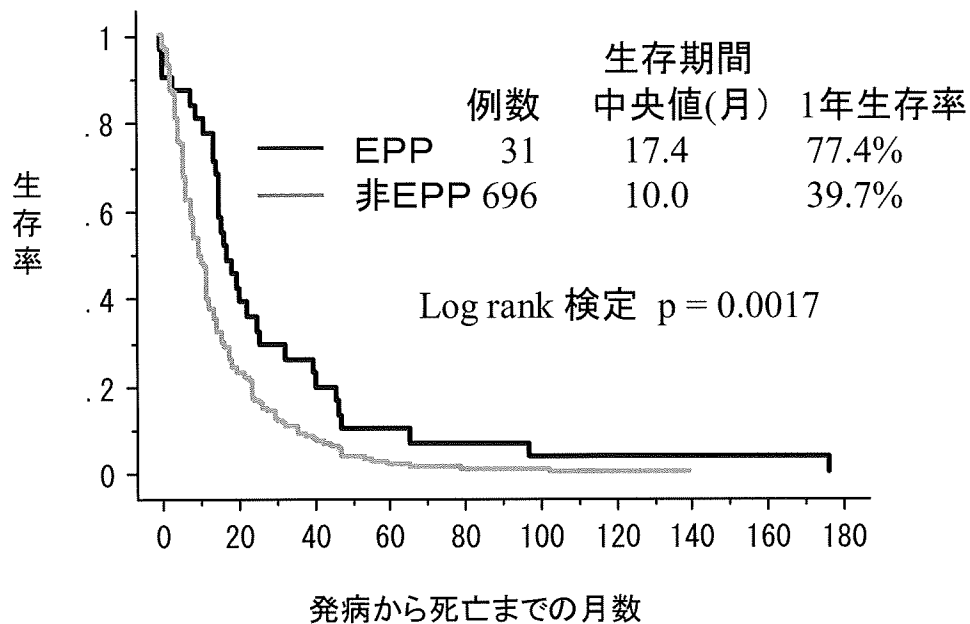 生存期間
例数 中央値(月) 1年生存率
EPP 31 17.4 77.4%
非EPP 696 10.0 39.7%
Log rank 検定 p = 0.0017
生存率
1
.8
.6
.4
.2
0
0 20 40 60 80 100 120 140 160 180
発病から死亡までの月数